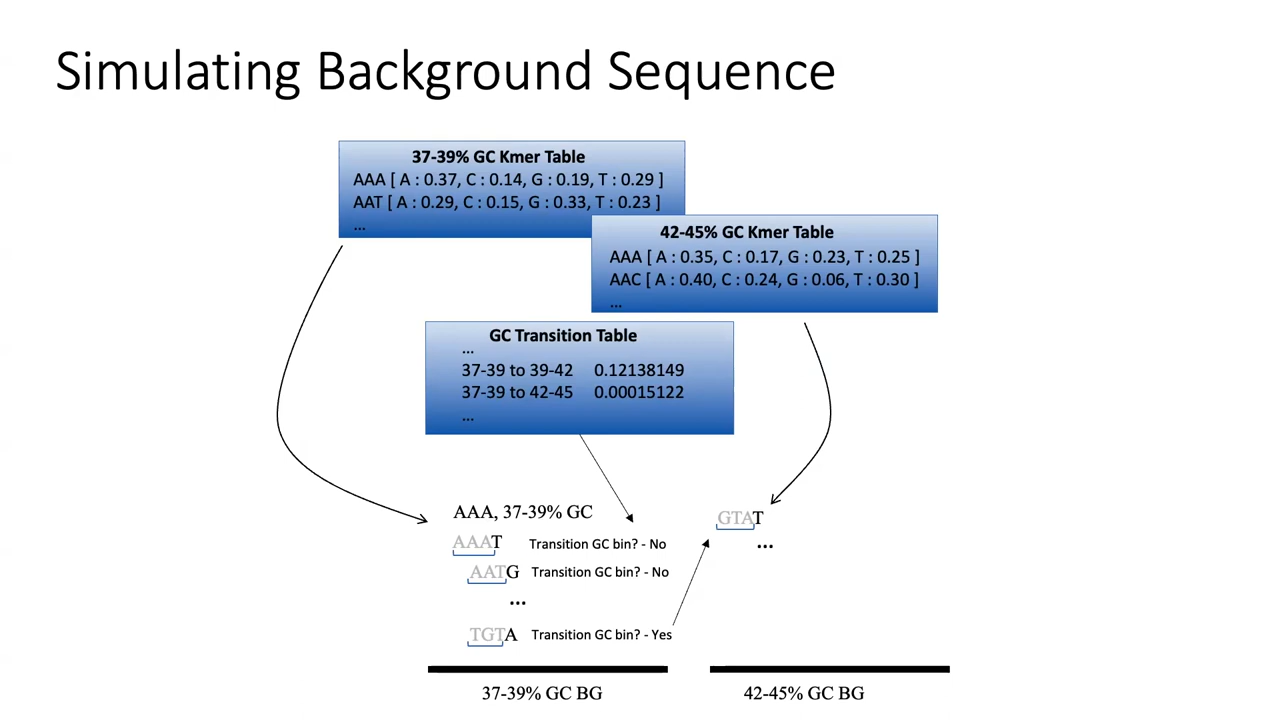 Simulating Background Sequence
37-39% GC Kmer Table
AAA [ A : 0.37, C : 0.14, G : 0.19, T : 0.29 ]
AAT [ A : 0.29, C : 0.15, G : 0.33, T : 0.23 ]
...
42-45% GC Kmer Table
AAA [ A : 0.35, C : 0.17, G : 0.23, T : 0.25 ]
AAC [ A : 0.40, C : 0.24, G : 0.06, T : 0.30 ]
...
GC Transition Table
...
37-39 to 39-42 0.12138149
37-39 to 42-45 0.00015122
...
AAA, 37-39% GC
AAAT Transition GC bin? - No
AATG Transition GC bin? - No
...
TGTA Transition GC bin? - Yes
GTAT
...
37-39% GC BG
42-45% GC BG